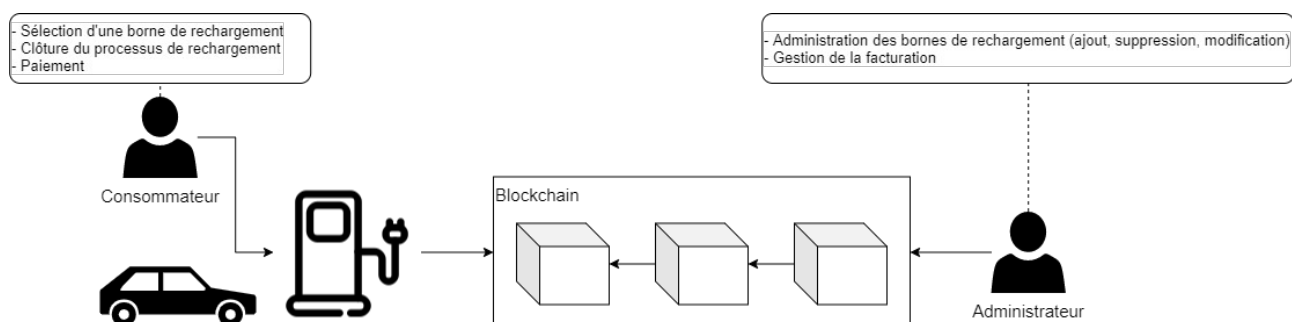 - Sélection d'une borne de rechargement
- Clôture du processus de rechargement
- Paiement
- Administration des bornes de rechargement (ajout, suppression, modification)
- Gestion de la facturation
Consommateur
Blockchain
Administrateur